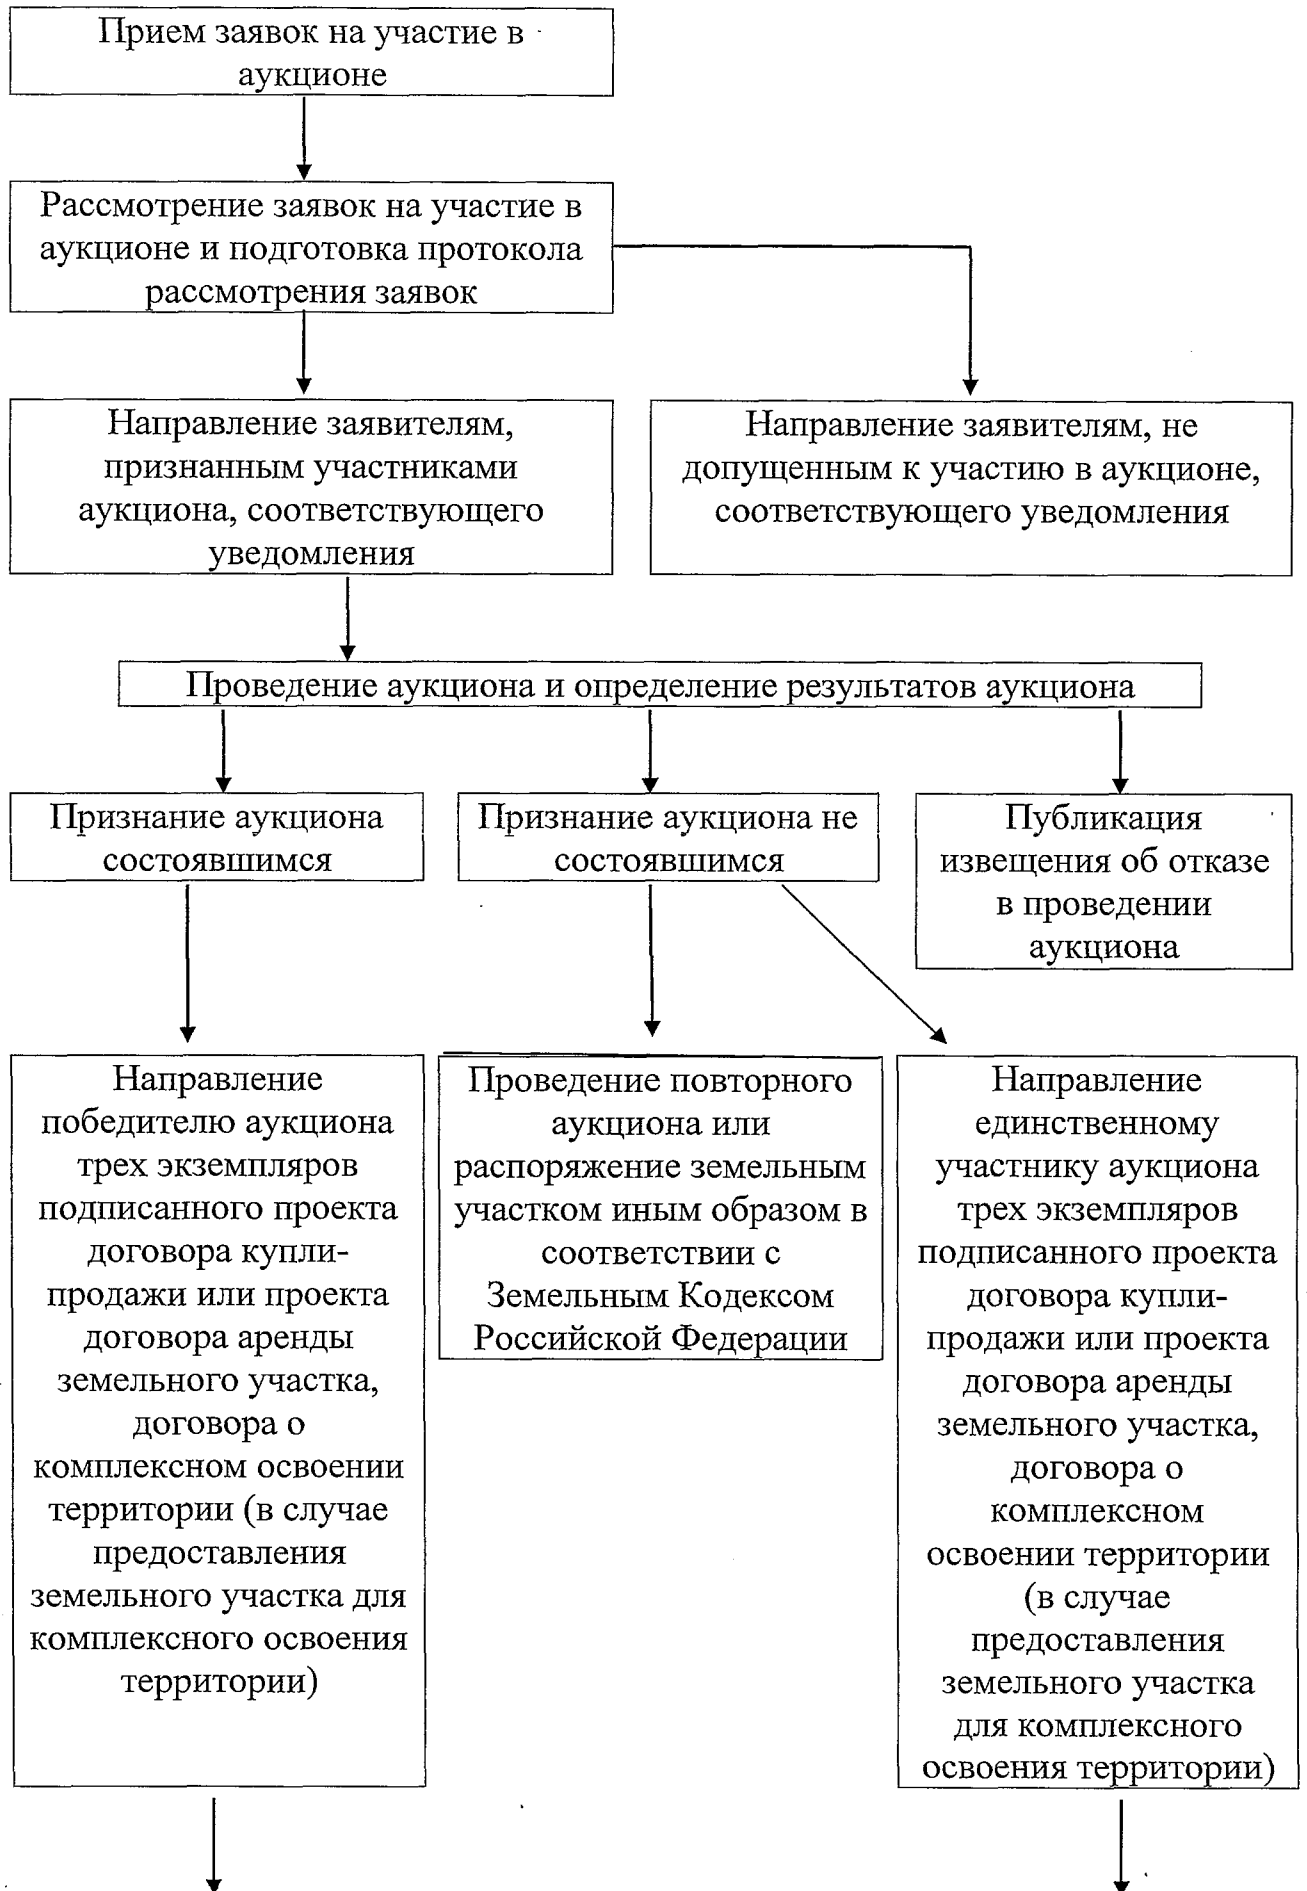 Прием заявок на участие в
аукционе
Рассмотрение заявок на участие в
аукционе и подготовка протокола
рассмотрения заявок
Направление заявителям,
признанным участниками
аукциона, соответствующего
уведомления
Направление заявителям, не
допущенным к участию в аукционе,
соответствующего уведомления
Проведение аукциона и определение результатов аукциона
Признание аукциона
состоявшимся
Признание аукциона не
состоявшимся
Публикация
извещения об отказе
в проведении
аукциона
Направление
победителю аукциона
трех экземпляров
подписанного проекта
договора купли-
продажи или проекта
договора аренды
земельного участка,
договора о
комплексном освоении
территории (в случае
предоставления
земельного участка для
комплексного освоения
территории)
Проведение повторного
аукциона или
распоряжение земельным
участком иным образом в
соответствии с
Земельным Кодексом
Российской Федерации
Направление
единственному
участнику аукциона
трех экземпляров
подписанного проекта
договора купли-
продажи или проекта
договора аренды
земельного участка,
договора о
комплексном
освоении территории
(в случае
предоставления
земельного участка
для комплексного
освоения территории)